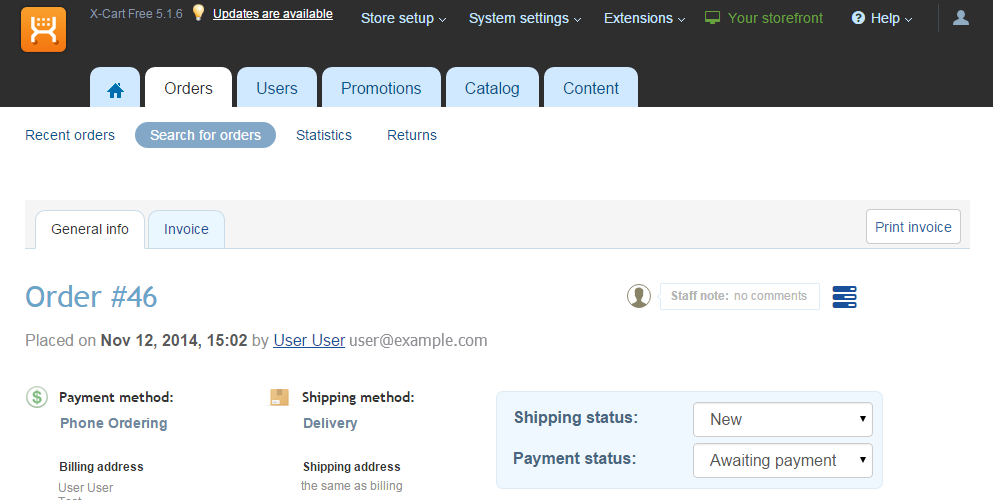 X-Cart Free 5.1.6 Updates are available Store setup System settings Extensions Your storefront ? Help
Orders Users Promotions Catalog Content
Recent orders Search for orders Statistics Returns
General info Invoice Print invoice
Order #46 Staff note: no comments
Placed on Nov 12, 2014, 15:02 by User User user@example.com
$ Payment method: Shipping method:
Phone Ordering Delivery
Shipping status: New
Payment status: Awaiting payment
Billing address Shipping address
User User the same as billing